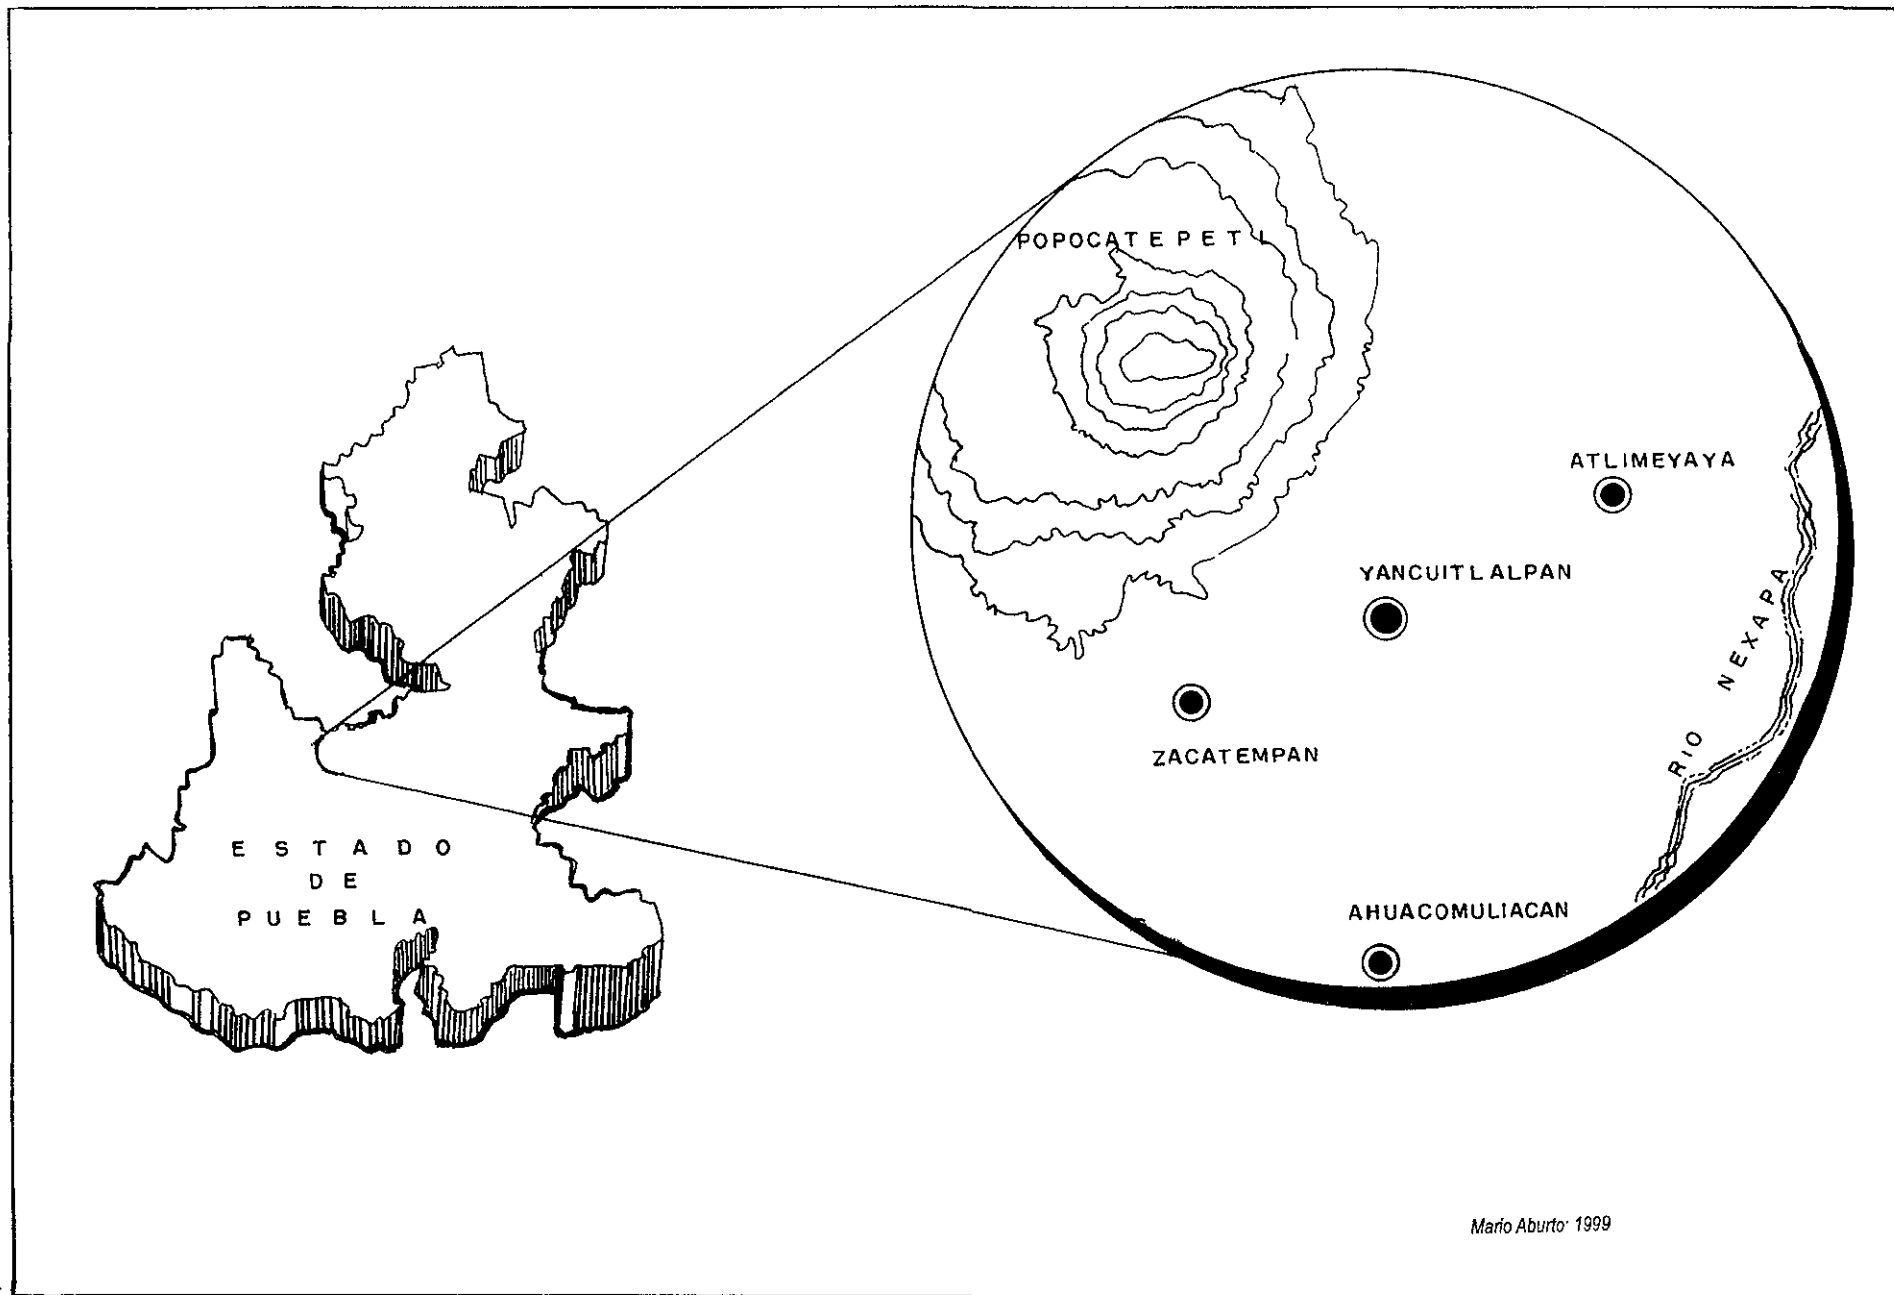 POPOCATEPETL
ATLIMEYAYA
YANCUITLALPAN
RIO NEXAPA
ZACATEMPAN
ESTADO
DE
PUEBLA
AHUACOMULIACAN
Mario Aburto: 1999